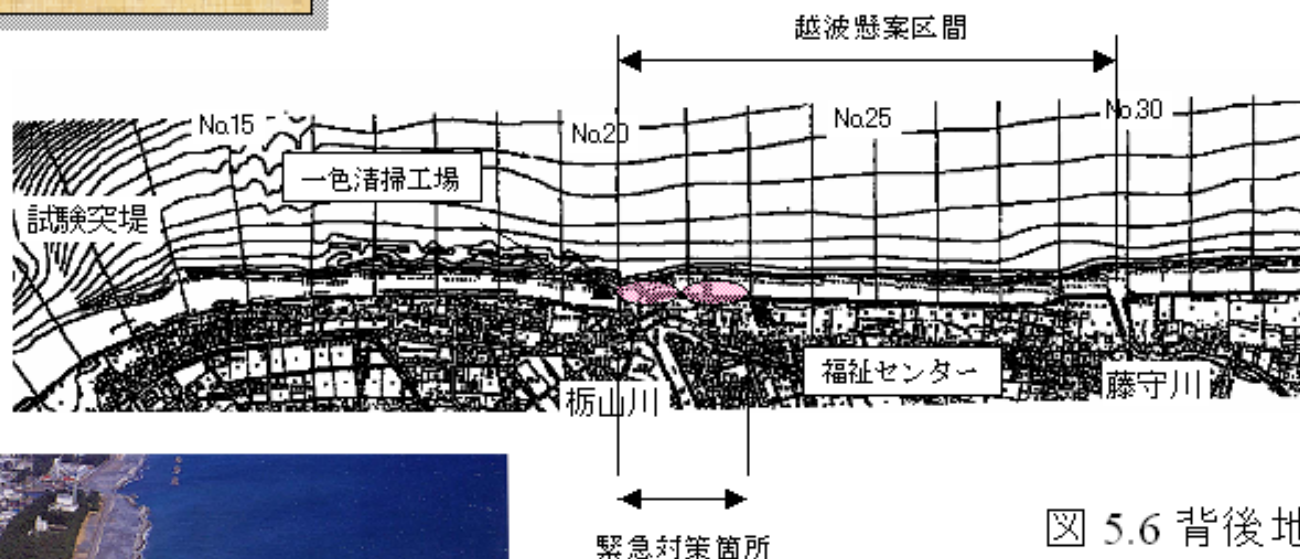 越波懸案区間
No.15
No.20
No.25
No.30
一色清掃工場
試験突堤
福祉センター
栃山川
藤守川
緊急対策箇所
図 5.6 背後地